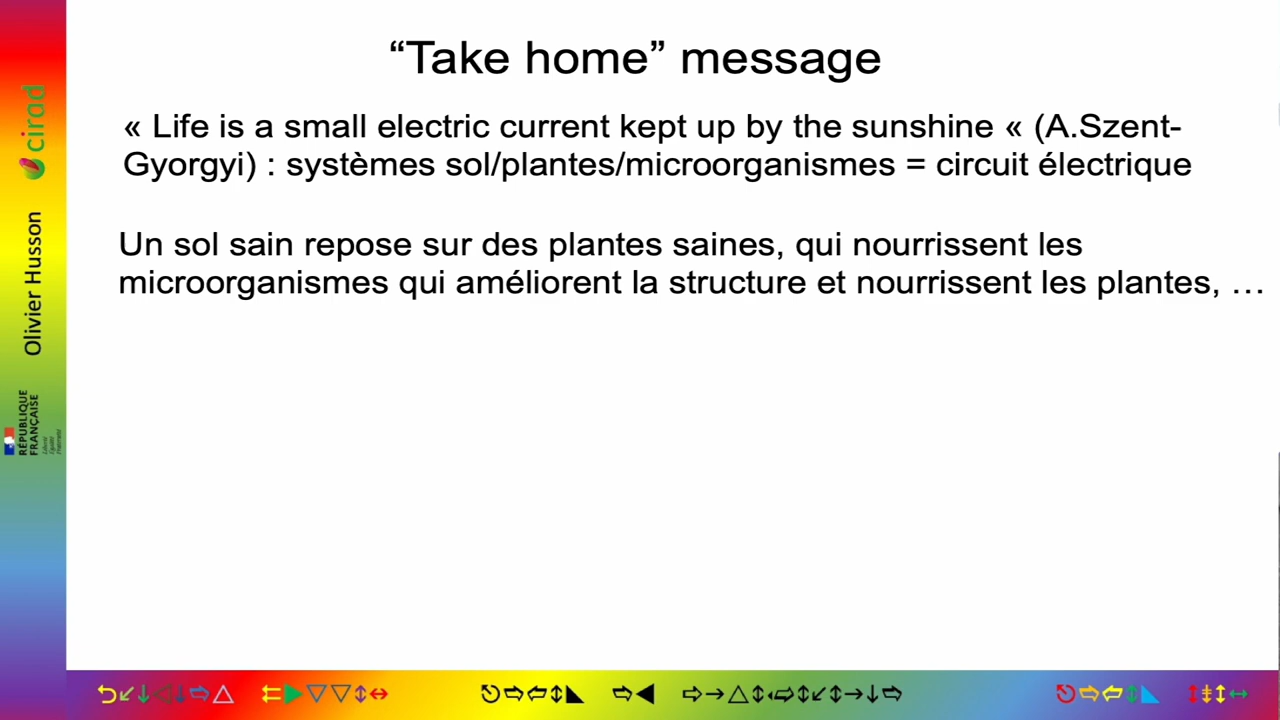 “Take home” message
« Life is a small electric current kept up by the sunshine « (A.Szent-
Gyorgyi) : systèmes sol/plantes/microorganismes = circuit électrique
Un sol sain repose sur des plantes saines, qui nourrissent les
microorganismes qui améliorent la structure et nourrissent les plantes, …
cirad
Olivier Husson
RÉPUBLIQUE
FRANÇAISE